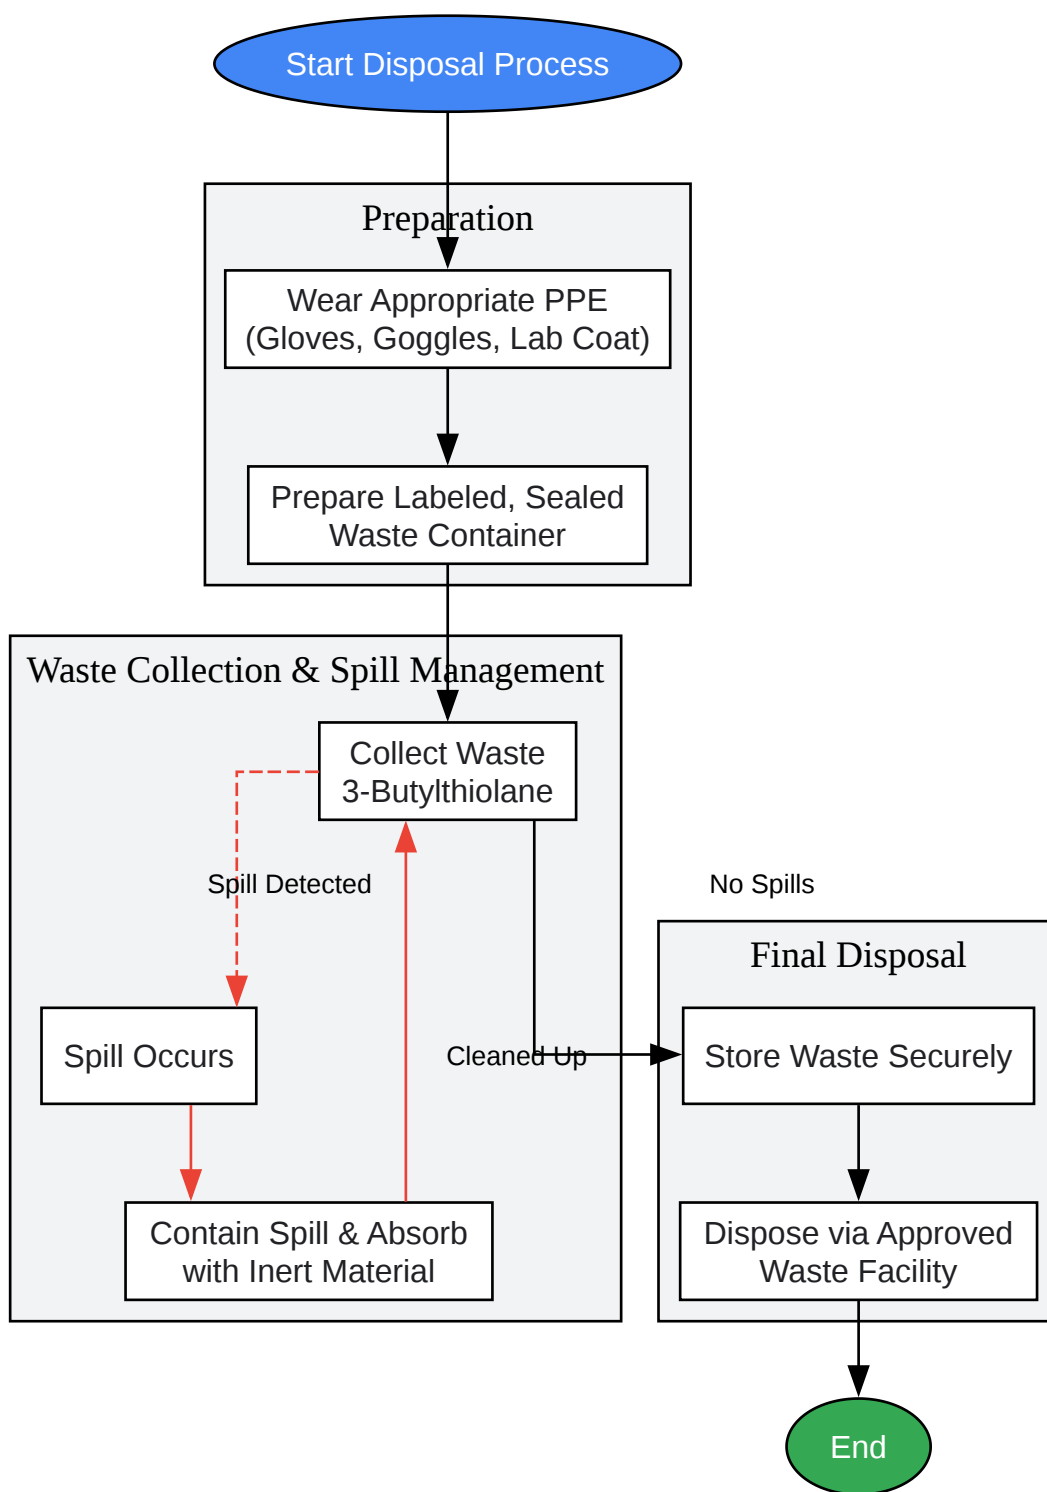 Start Disposal Process
Preparation
Wear Appropriate PPE
(Gloves, Goggles, Lab Coat)
Prepare Labeled, Sealed
Waste Container
Waste Collection & Spill Management
Collect Waste
3-Butylthiolane
Spill Detected
No Spills
Final Disposal
Spill Occurs
Cleaned Up
Store Waste Securely
Contain Spill & Absorb
with Inert Material
Dispose via Approved
Waste Facility
End